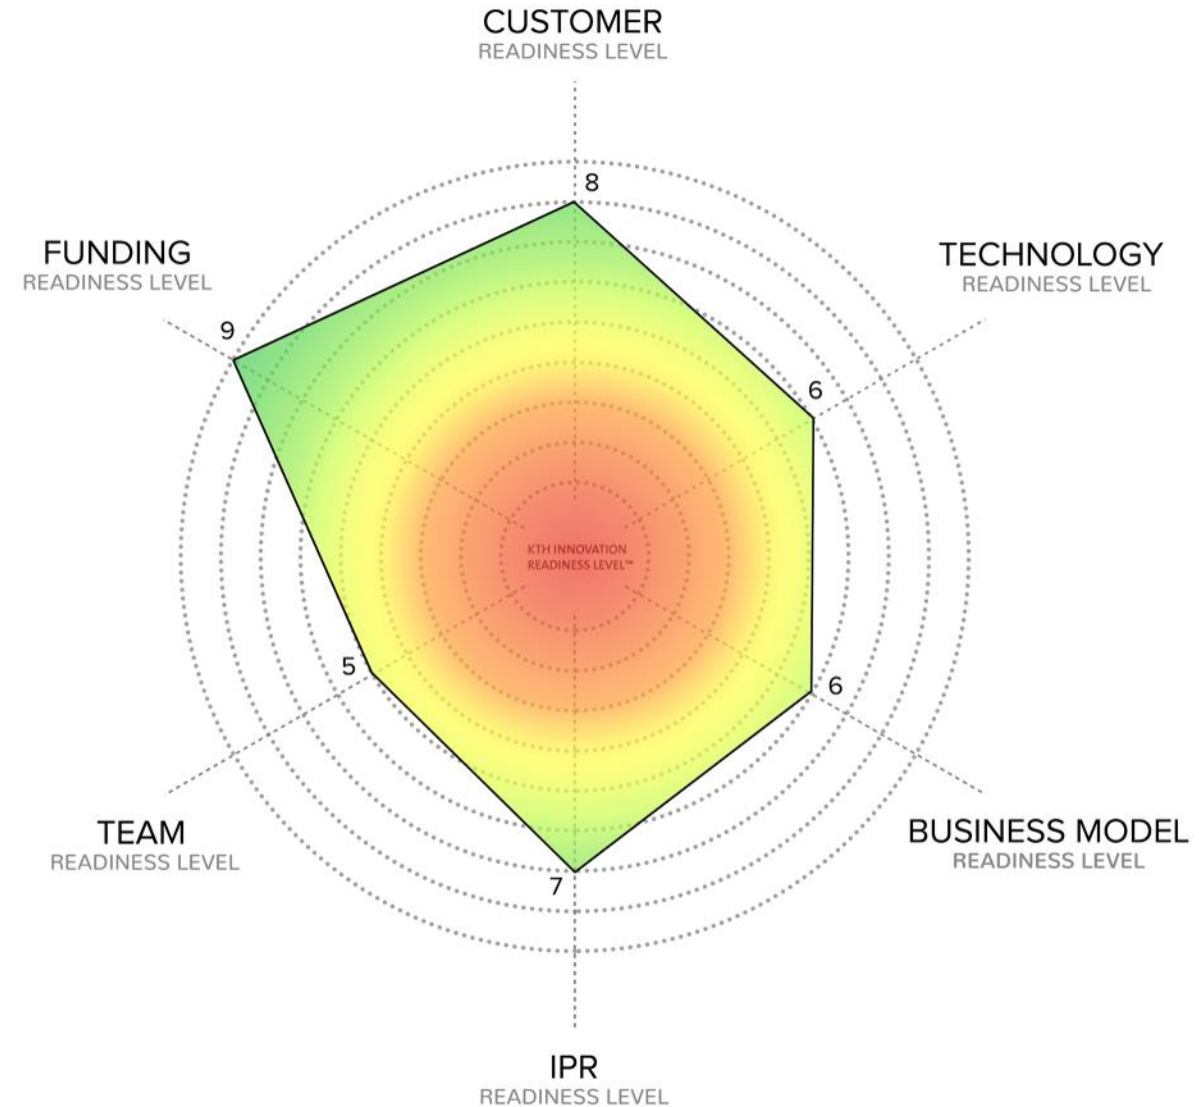 CUSTOMER
READINESS LEVEL
8
FUNDING
READINESS LEVEL
TECHNOLOGY
READINESS LEVEL
9
6
KTH INNOVATION
READINESS LEVEL™
5
6
TEAM
READINESS LEVEL
BUSINESS MODEL
READINESS LEVEL
7
IPR
READINESS LEVEL